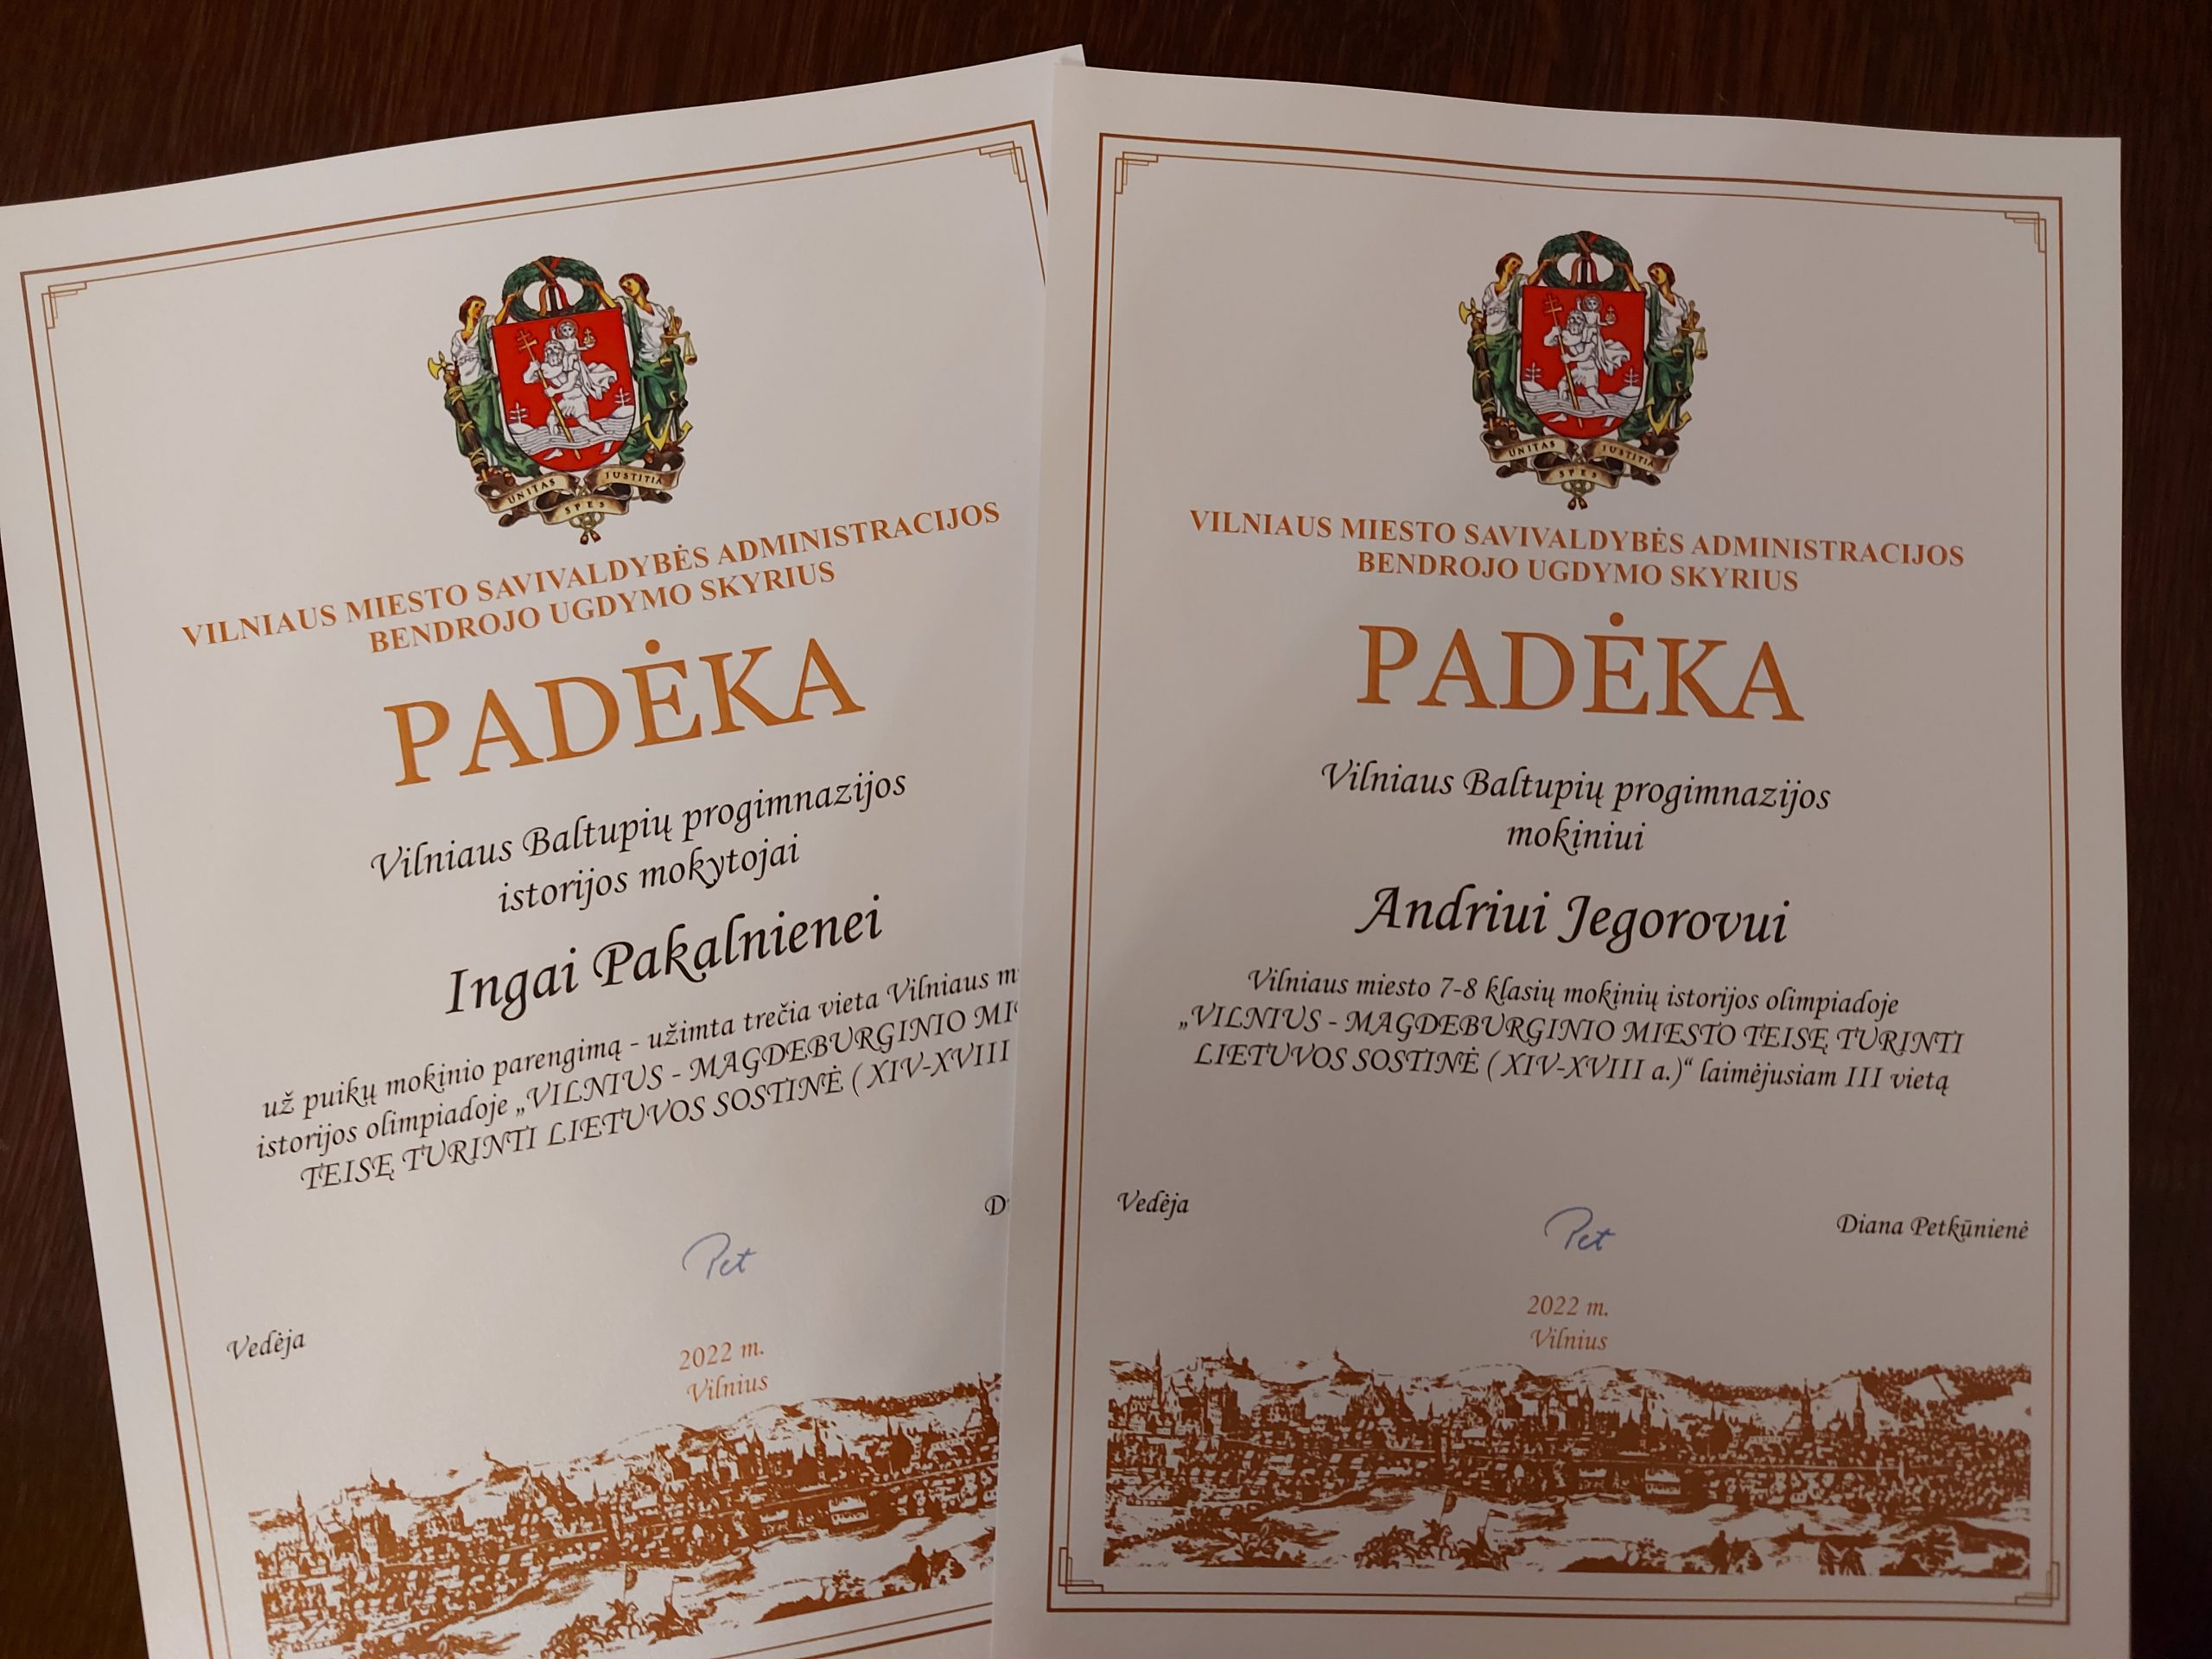 UNITAS
JUSTITIA
SPES
VILNIAUS MIESTO SAVIVALDYBĖS ADMINISTRACIJOS
BENDROJO UGDYMO SKYRIUS
PADĖKA
Vilniaus Baltupių progimnazijos
istorijos mokytojai
Ingai Pakalnienei
už puikų mokinio parengimą - užimta trečia vieta Vilniaus
istorijos olimpiadoje „VILNIUS - MAGDEBURGINIO
TEISĘ TURINTI LIETUVOS SOSTINĖ (XIV-XVIII
Pet
Vedėja
2022 m.
Vilnius
UNITAS
JUSTITIA
SPES
VILNIAUS MIESTO SAVIVALDYBĖS ADMINISTRACIJOS
BENDROJO UGDYMO SKYRIUS
PADĖKA
Vilniaus Baltupių progimnazijos
mokiniui
Andriui Jegorovui
Vilniaus miesto 7-8 klasių mokinių istorijos olimpiadoje
„VILNIUS - MAGDEBURGINIO MIESTO TEISĘ TURINTI
LIETUVOS SOSTINĖ (XIV-XVIII a.)“ laimėjusiam III vietą
Vedėja
Pet
Diana Petkūnienė
2022 m.
Vilnius